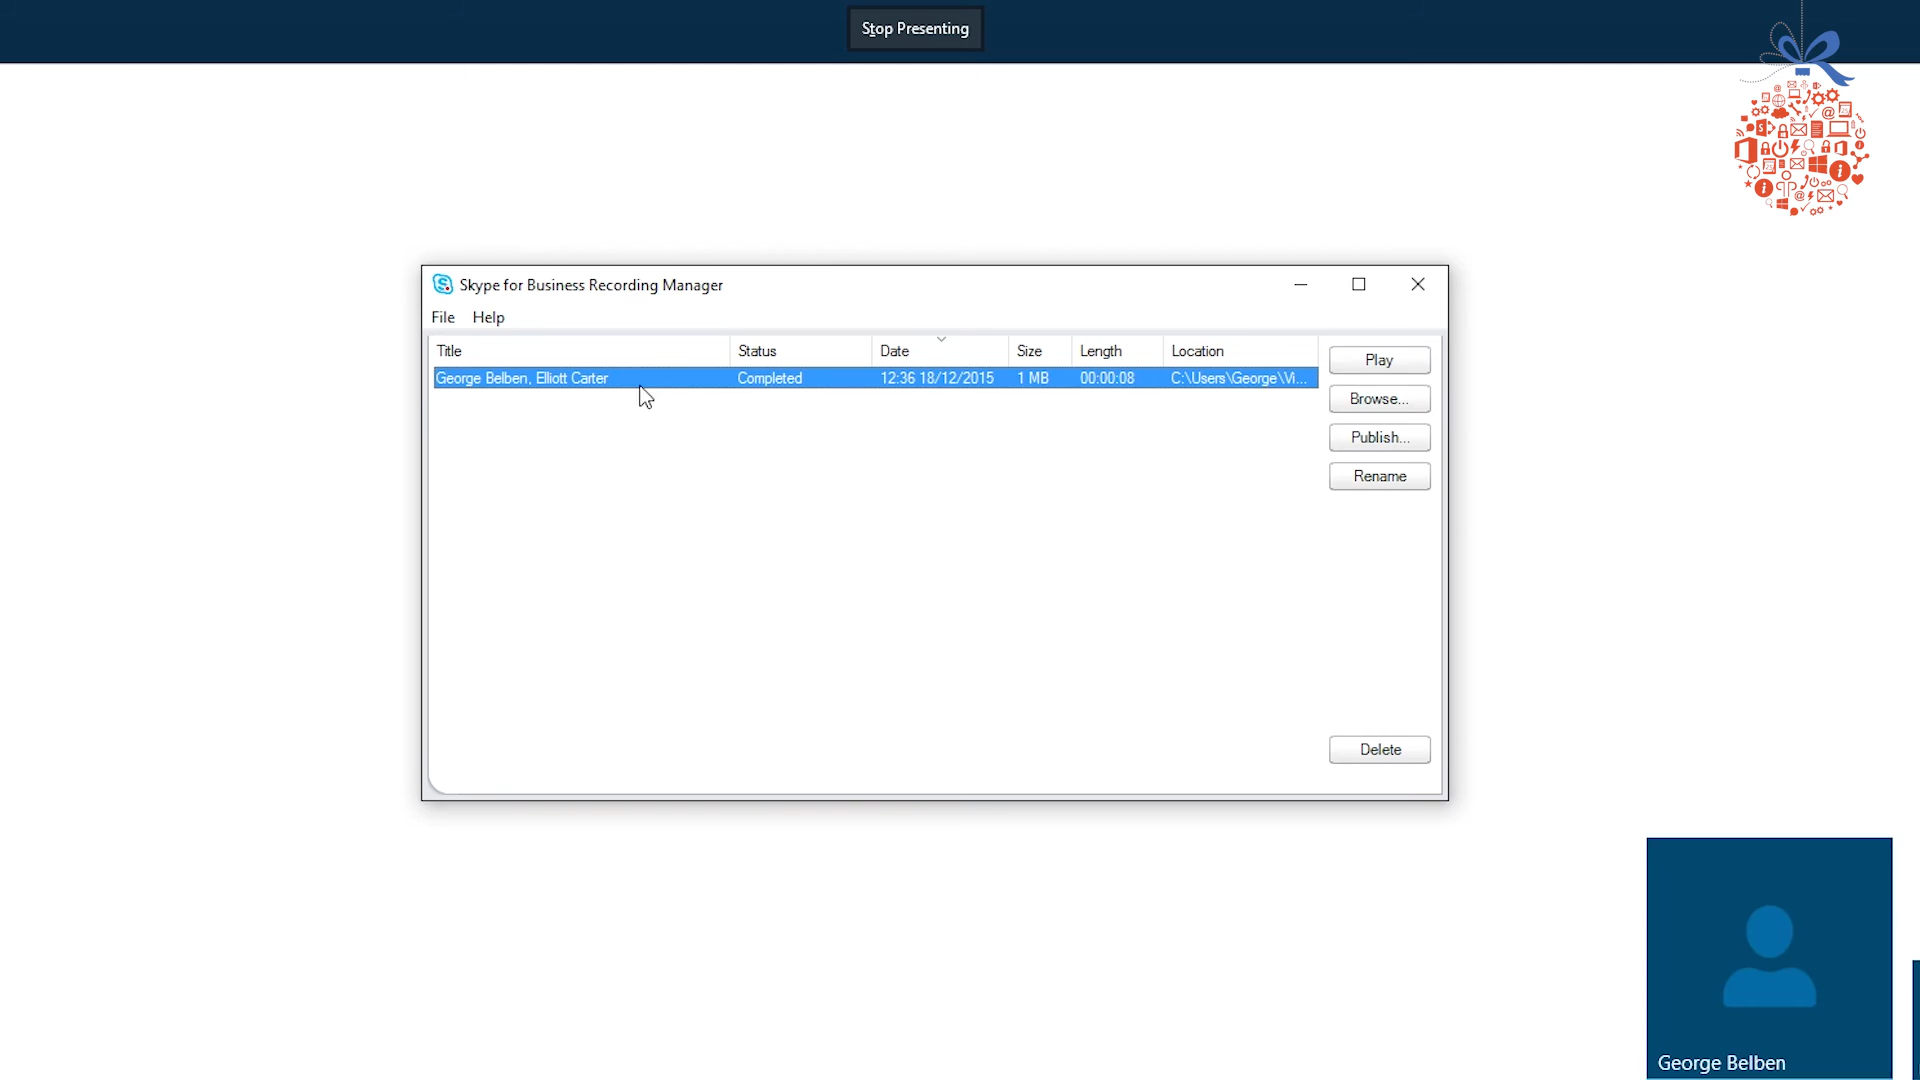 Stop Presenting
Skype for Business Recording Manager
File Help
Title Status Date Size Length Location
George Belben, Elliott Carter Completed 12:36 18/12/2015 1 MB 00:00:08 C:\Users\George\Vi...
Play
Browse...
Publish...
Rename
Delete
George Belben